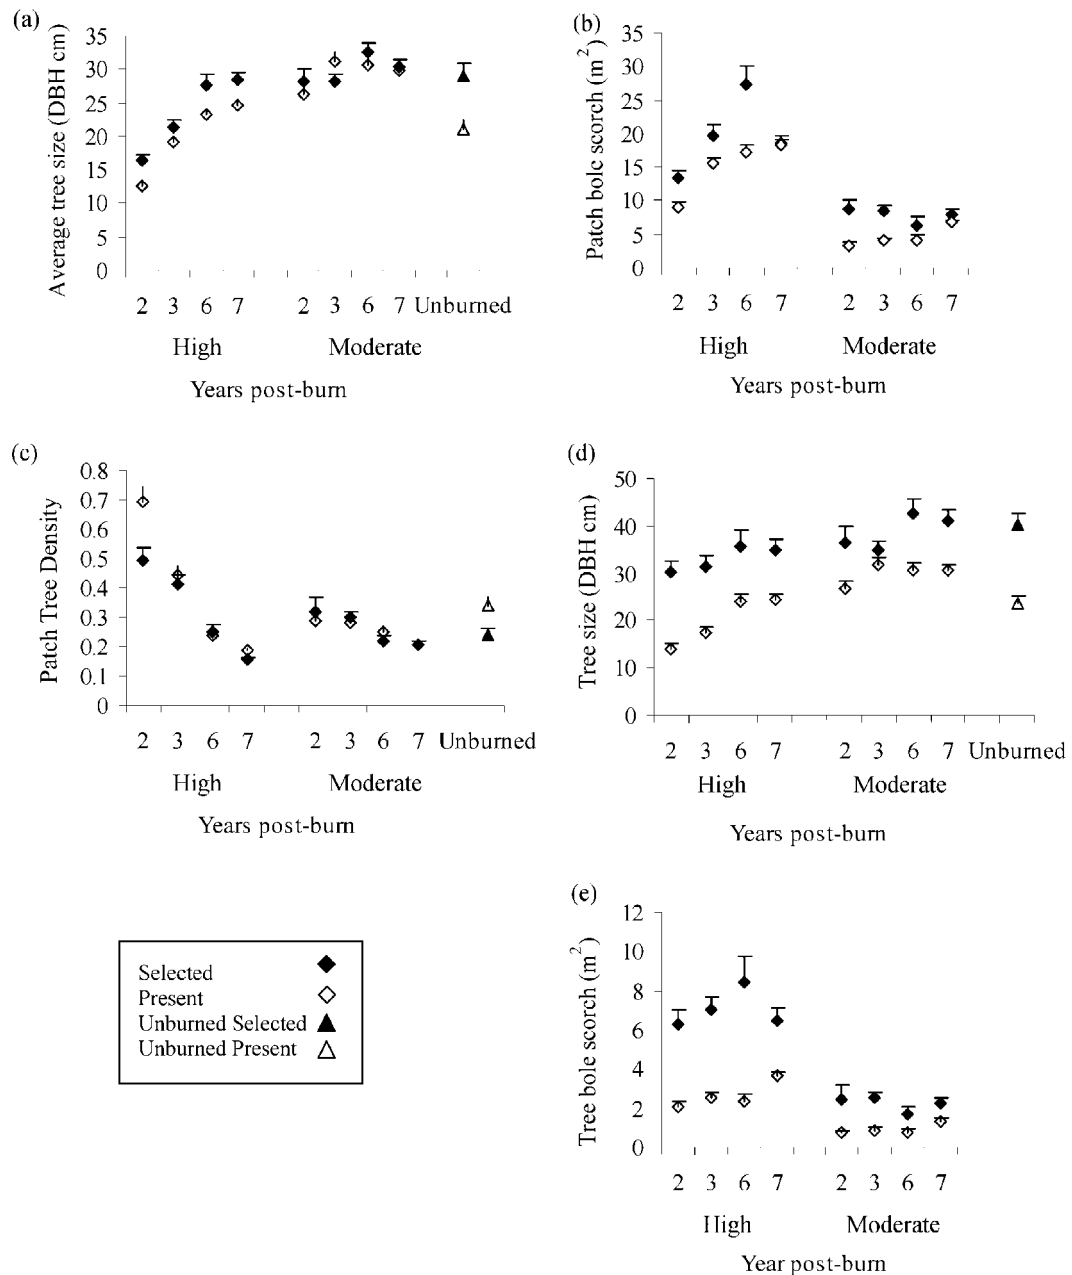 (a)
Average tree size (DBH cm)
35
30
25
20
15
10
5
0
2 3 6 7 2 3 6 7 Unburned
High Moderate
Years post-burn
(b)
Patch bole scorch (m²)
35
30
25
20
15
10
5
0
2 3 6 7 2 3 6 7
High Moderate
Years post-burn
(c)
Patch Tree Density
0.8
0.7
0.6
0.5
0.4
0.3
0.2
0.1
0
2 3 6 7 2 3 6 7 Unburned
High Moderate
Years post-burn
(d)
Tree size (DBH cm)
50
40
30
20
10
0
2 3 6 7 2 3 6 7 Unburned
High Moderate
Years post-burn
Selected
Present
Unburned Selected
Unburned Present
(e)
Tree bole scorch (m²)
12
10
8
6
4
2
0
2 3 6 7 2 3 6 7
High Moderate
Year post-burn